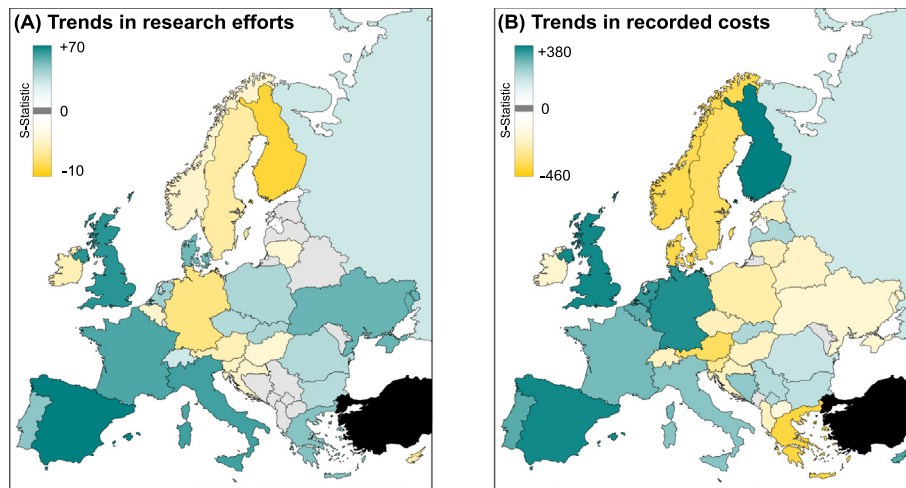 (A) Trends in research efforts
+70
0
-10
S-Statistic
(B) Trends in recorded costs
+380
0
-460
S-Statistic